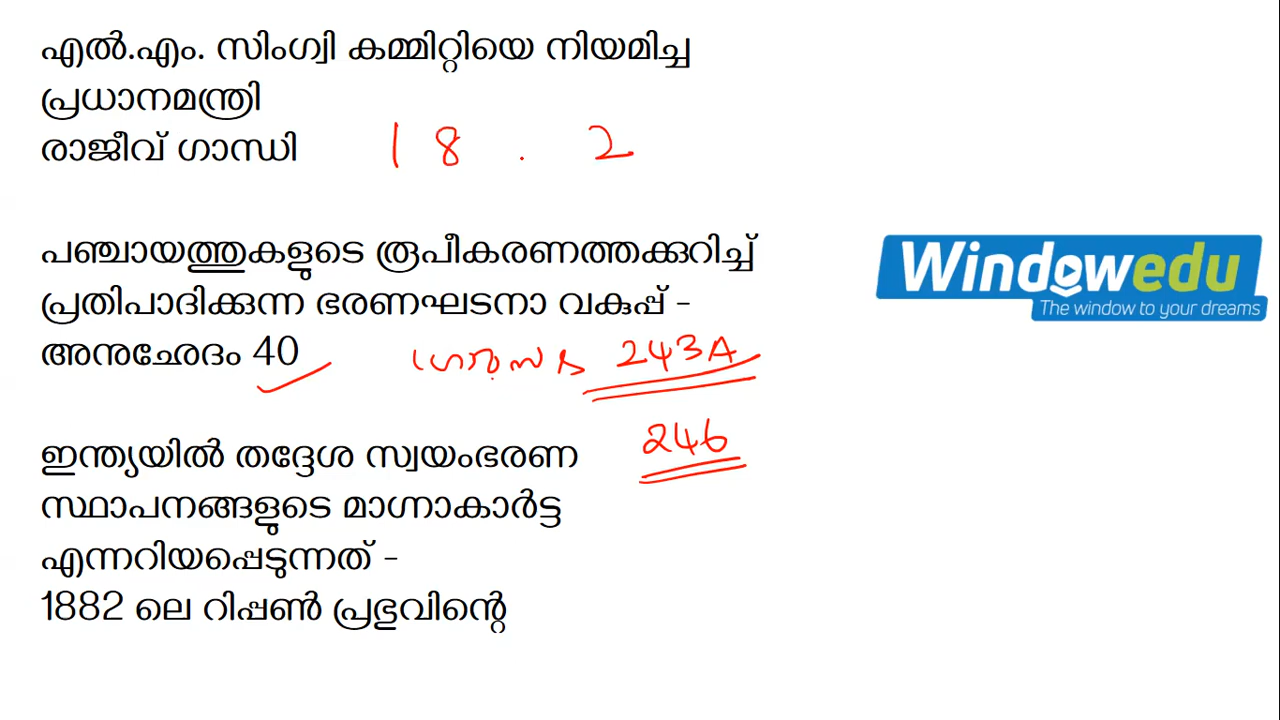 എൽ.എം. സിംഗ്വി കമ്മിറ്റിയെ നിയമിച്ച
പ്രധാനമന്ത്രി
രാജീവ് ഗാന്ധി 18 . 2
പഞ്ചായത്തുകളുടെ രൂപീകരണത്തക്കുറിച്ച്
പ്രതിപാദിക്കുന്ന ഭരണഘടനാ വകുപ്പ് -
അനുഛേദം 40 243A
246
ഇന്ത്യയിൽ തദ്ദേശ സ്വയംഭരണ
സ്ഥാപനങ്ങളുടെ മാഗ്നാകാർട്ട
എന്നറിയപ്പെടുന്നത് -
1882 ലെ റിപ്പൺ പ്രഭുവിന്റെ
Windowedu
The window to your dreams